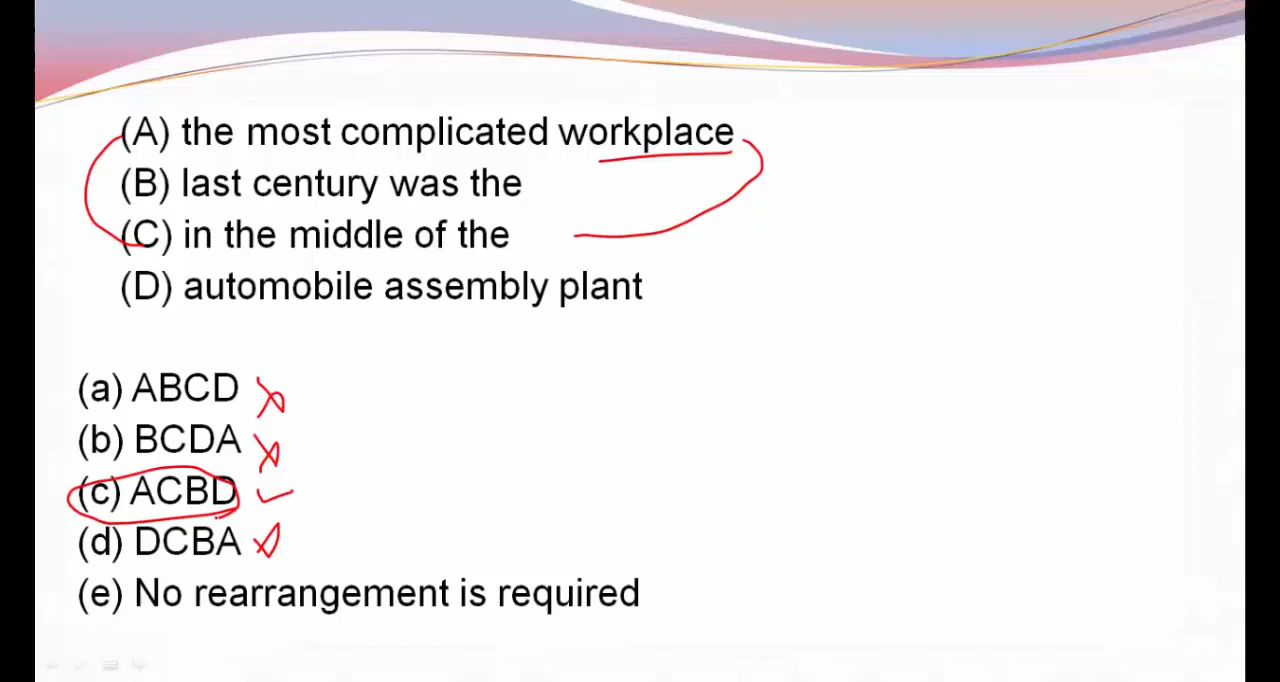 (A) the most complicated workplace
(B) last century was the
(C) in the middle of the
(D) automobile assembly plant
(a) ABCD
(b) BCDA
(c) ACBD
(d) DCBA
(e) No rearrangement is required